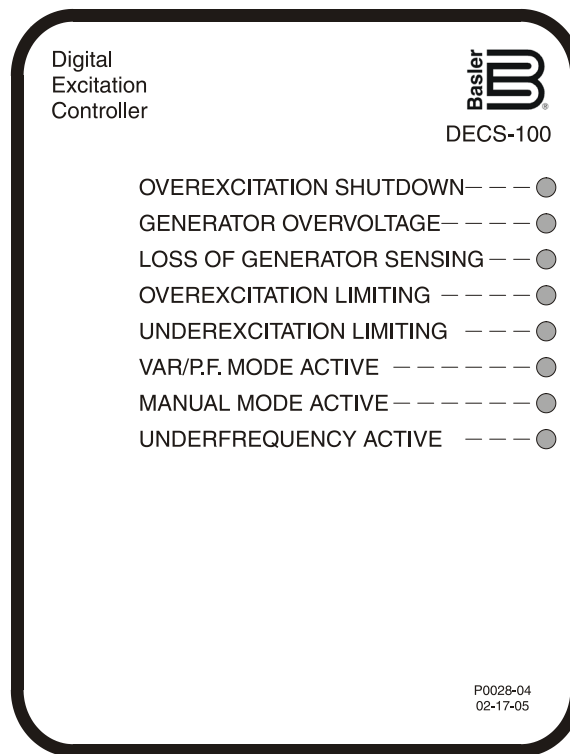 Digital
Excitation
Controller
Basler
®
DECS-100
OVEREXCITATION SHUTDOWN
GENERATOR OVERVOLTAGE
LOSS OF GENERATOR SENSING
OVEREXCITATION LIMITING
UNDEREXCITATION LIMITING
VAR/P.F. MODE ACTIVE
MANUAL MODE ACTIVE
UNDERFREQUENCY ACTIVE
P0028-04
02-17-05